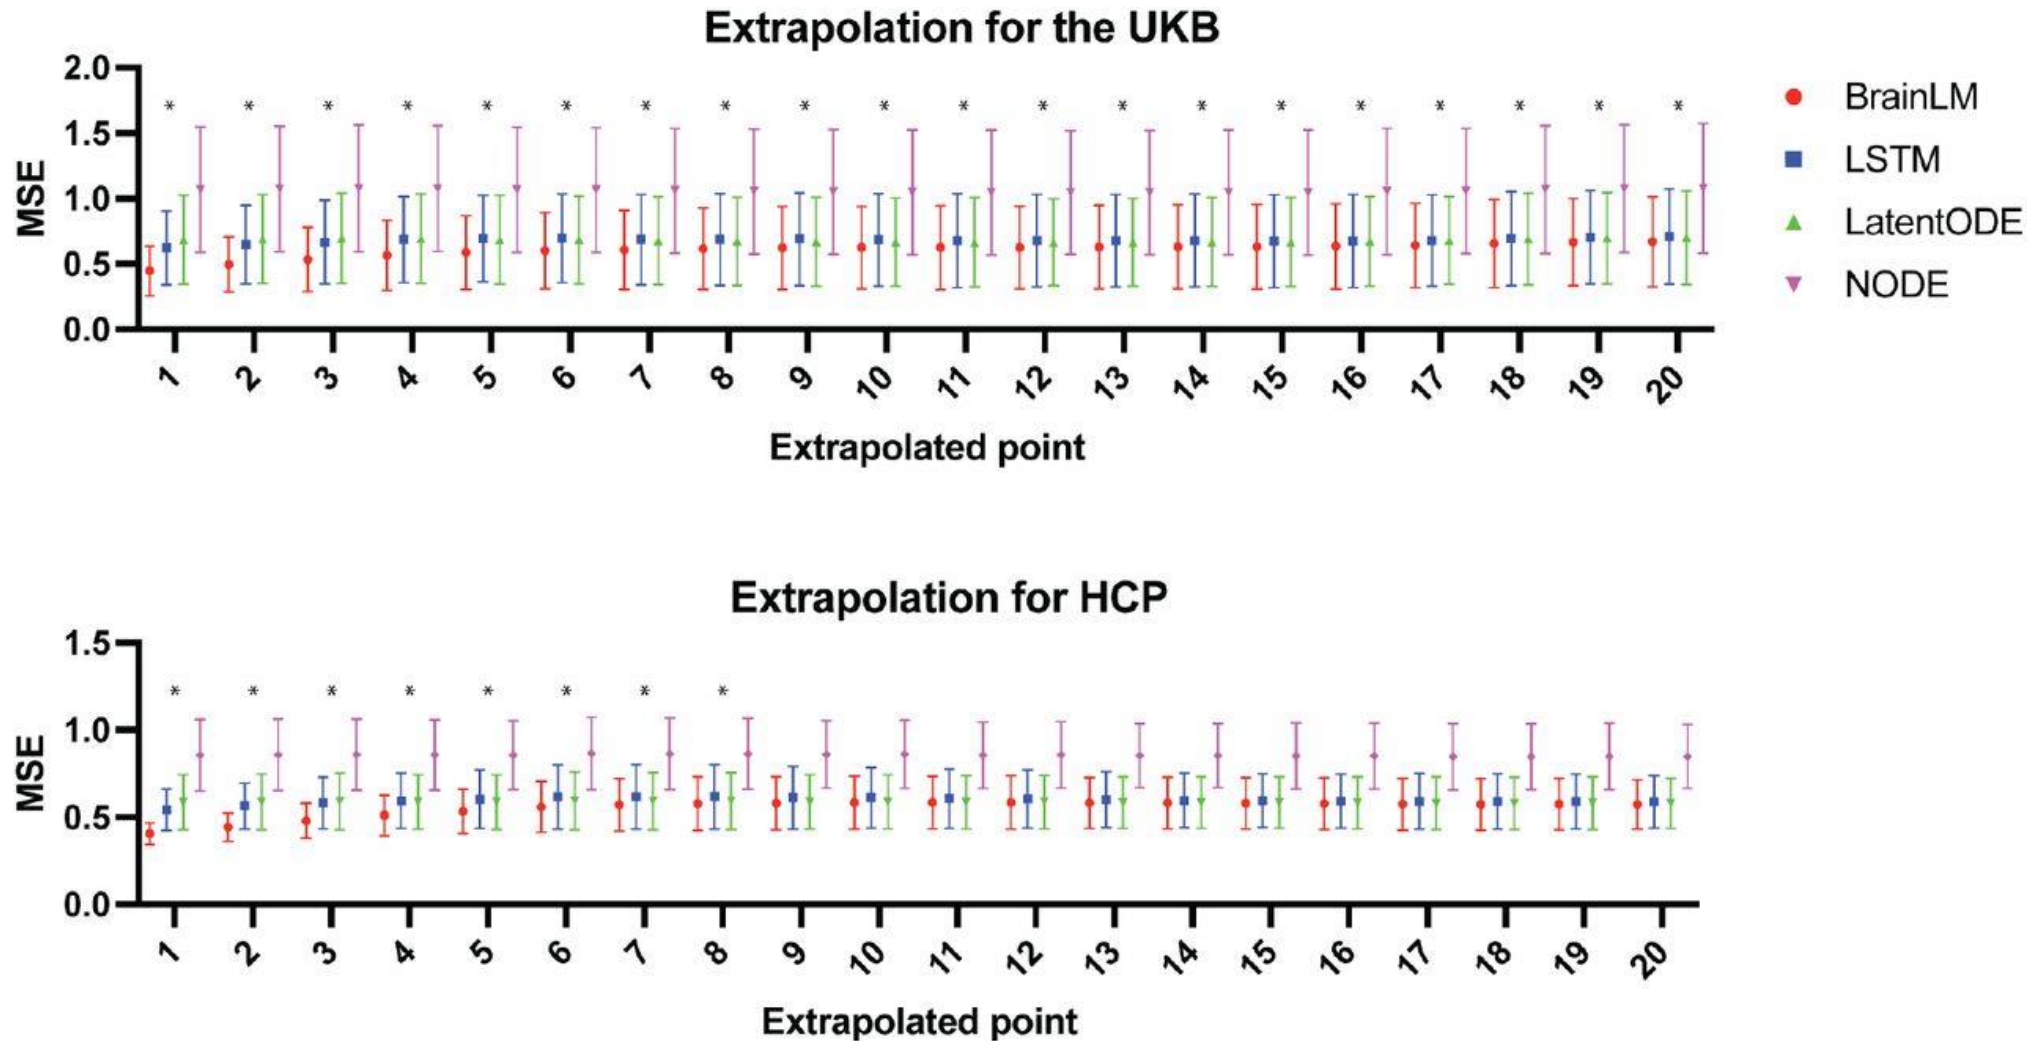 Extrapolation for the UKB
2.0
1.5
1.0
0.5
0.0
MSE
* * * * * * * * * * * * * * * * * * * *
1 2 3 4 5 6 7 8 9 10 11 12 13 14 15 16 17 18 19 20
Extrapolated point
BrainLM
LSTM
LatentODE
NODE
Extrapolation for HCP
1.5
1.0
0.5
0.0
MSE
* * * * * * * *
1 2 3 4 5 6 7 8 9 10 11 12 13 14 15 16 17 18 19 20
Extrapolated point